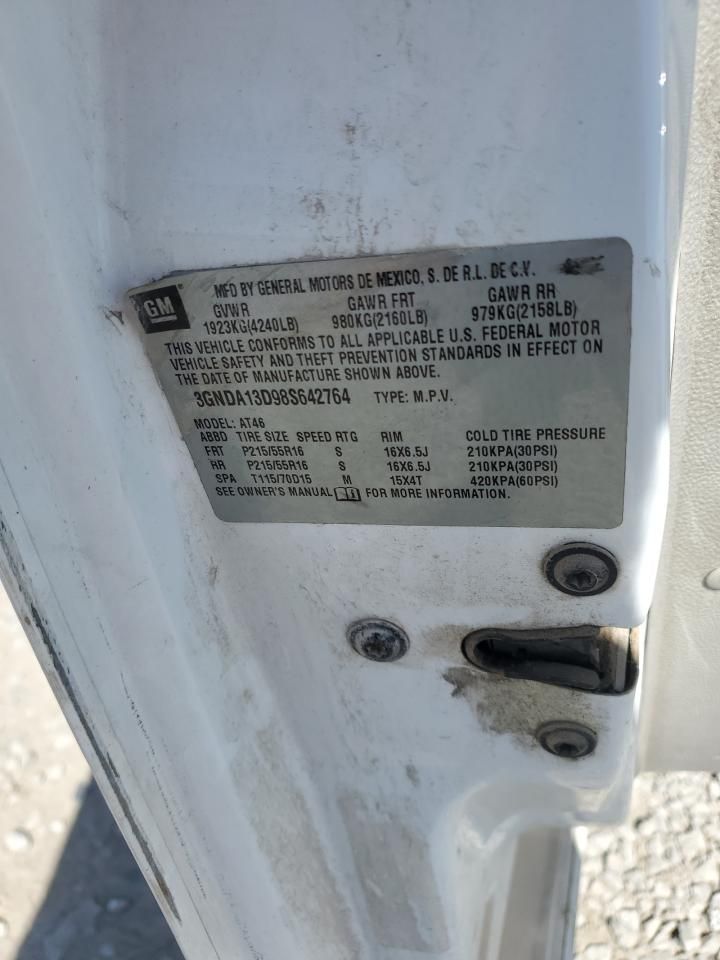 GM
MFD BY GENERAL MOTORS DE MEXICO, S. DE R.L. DE C.V.
GVWR GAWR FRT GAWR RR
1923KG(4240LB) 980KG(2160LB) 979KG(2158LB)
THIS VEHICLE CONFORMS TO ALL APPLICABLE U.S. FEDERAL MOTOR
VEHICLE SAFETY AND THEFT PREVENTION STANDARDS IN EFFECT ON
THE DATE OF MANUFACTURE SHOWN ABOVE.
3GNDA13D98S642764 TYPE: M.P.V.
MODEL: AT46
ABBD TIRE SIZE SPEED RTG RIM COLD TIRE PRESSURE
FRT P215/55R16 S 16X6.5J 210KPA(30PSI)
RR P215/55R16 S 16X6.5J 210KPA(30PSI)
SPA T115/70D15 M 15X4T 420KPA(60PSI)
SEE OWNER'S MANUAL FOR MORE INFORMATION.